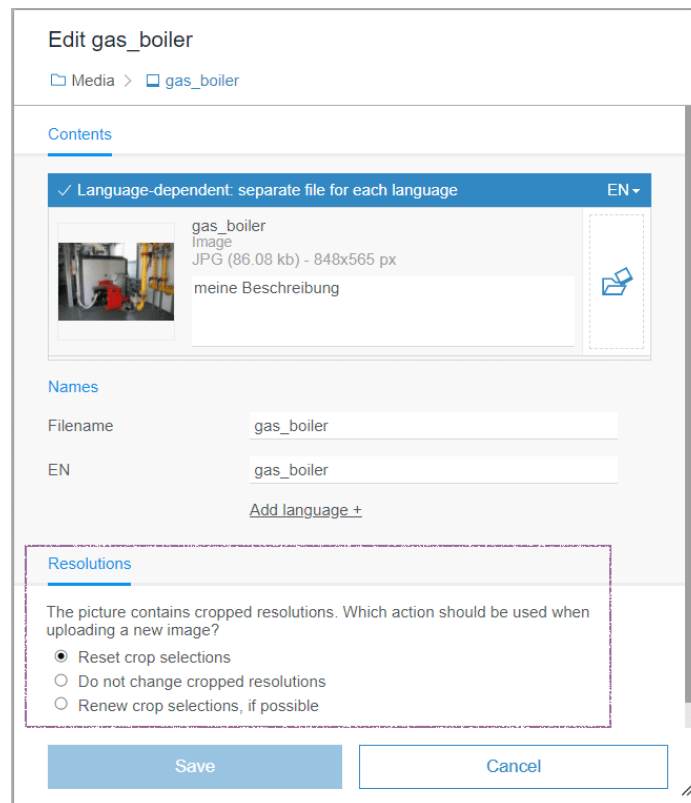 Edit gas_boiler
Media > gas_boiler
Contents
Language-dependent: separate file for each language EN
gas_boiler
Image
JPG (86.08 kb) - 848x565 px
meine Beschreibung
Names
Filename gas_boiler
EN gas_boiler
Add language +
Resolutions
The picture contains cropped resolutions. Which action should be used when
uploading a new image?
Reset crop selections
Do not change cropped resolutions
Renew crop selections, if possible
Save Cancel